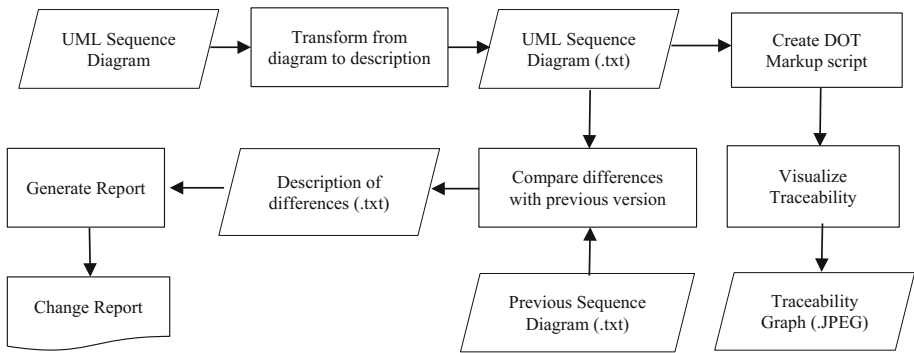 UML Sequence
Diagram
Transform from
diagram to description
UML Sequence
Diagram (.txt)
Create DOT
Markup script
Generate Report
Description of
differences (.txt)
Compare differences
with previous version
Visualize
Traceability
Change Report
Previous Sequence
Diagram (.txt)
Traceability
Graph (.JPEG)